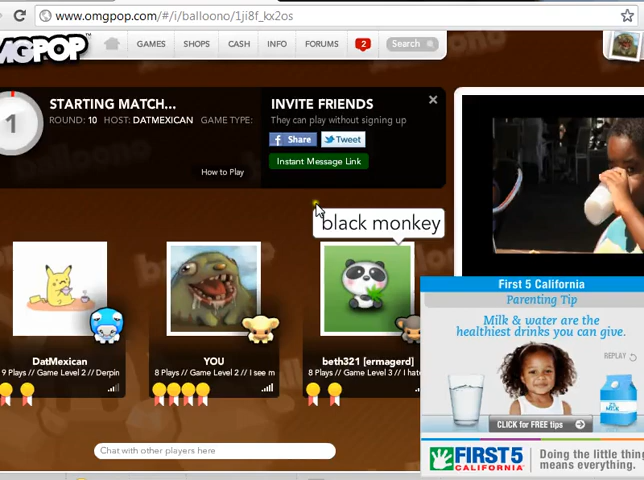 www.omgpop.com/#/i/balloono/1ji8f_kx2os
OMGPOP™
GAMES SHOPS CASH INFO FORUMS 2 Search
1
STARTING MATCH...
ROUND: 10 HOST: DATMEXICAN GAME TYPE:
How to Play
INVITE FRIENDS
They can play without signing up
f Share Tweet
Instant Message Link
black monkey
DatMexican
9 Plays // Game Level 2 // Derpin
YOU
8 Plays // Game Level 2 // I see m
beth321 [ermagerd]
8 Plays // Game Level 3 // I hat
Chat with other players here
First 5 California
Parenting Tip
Milk & water are the
healthiest drinks you can give.
REPLAY
MILK
CLICK for FREE tips
FIRST 5
CALIFORNIA
Doing the little thing
means everything.